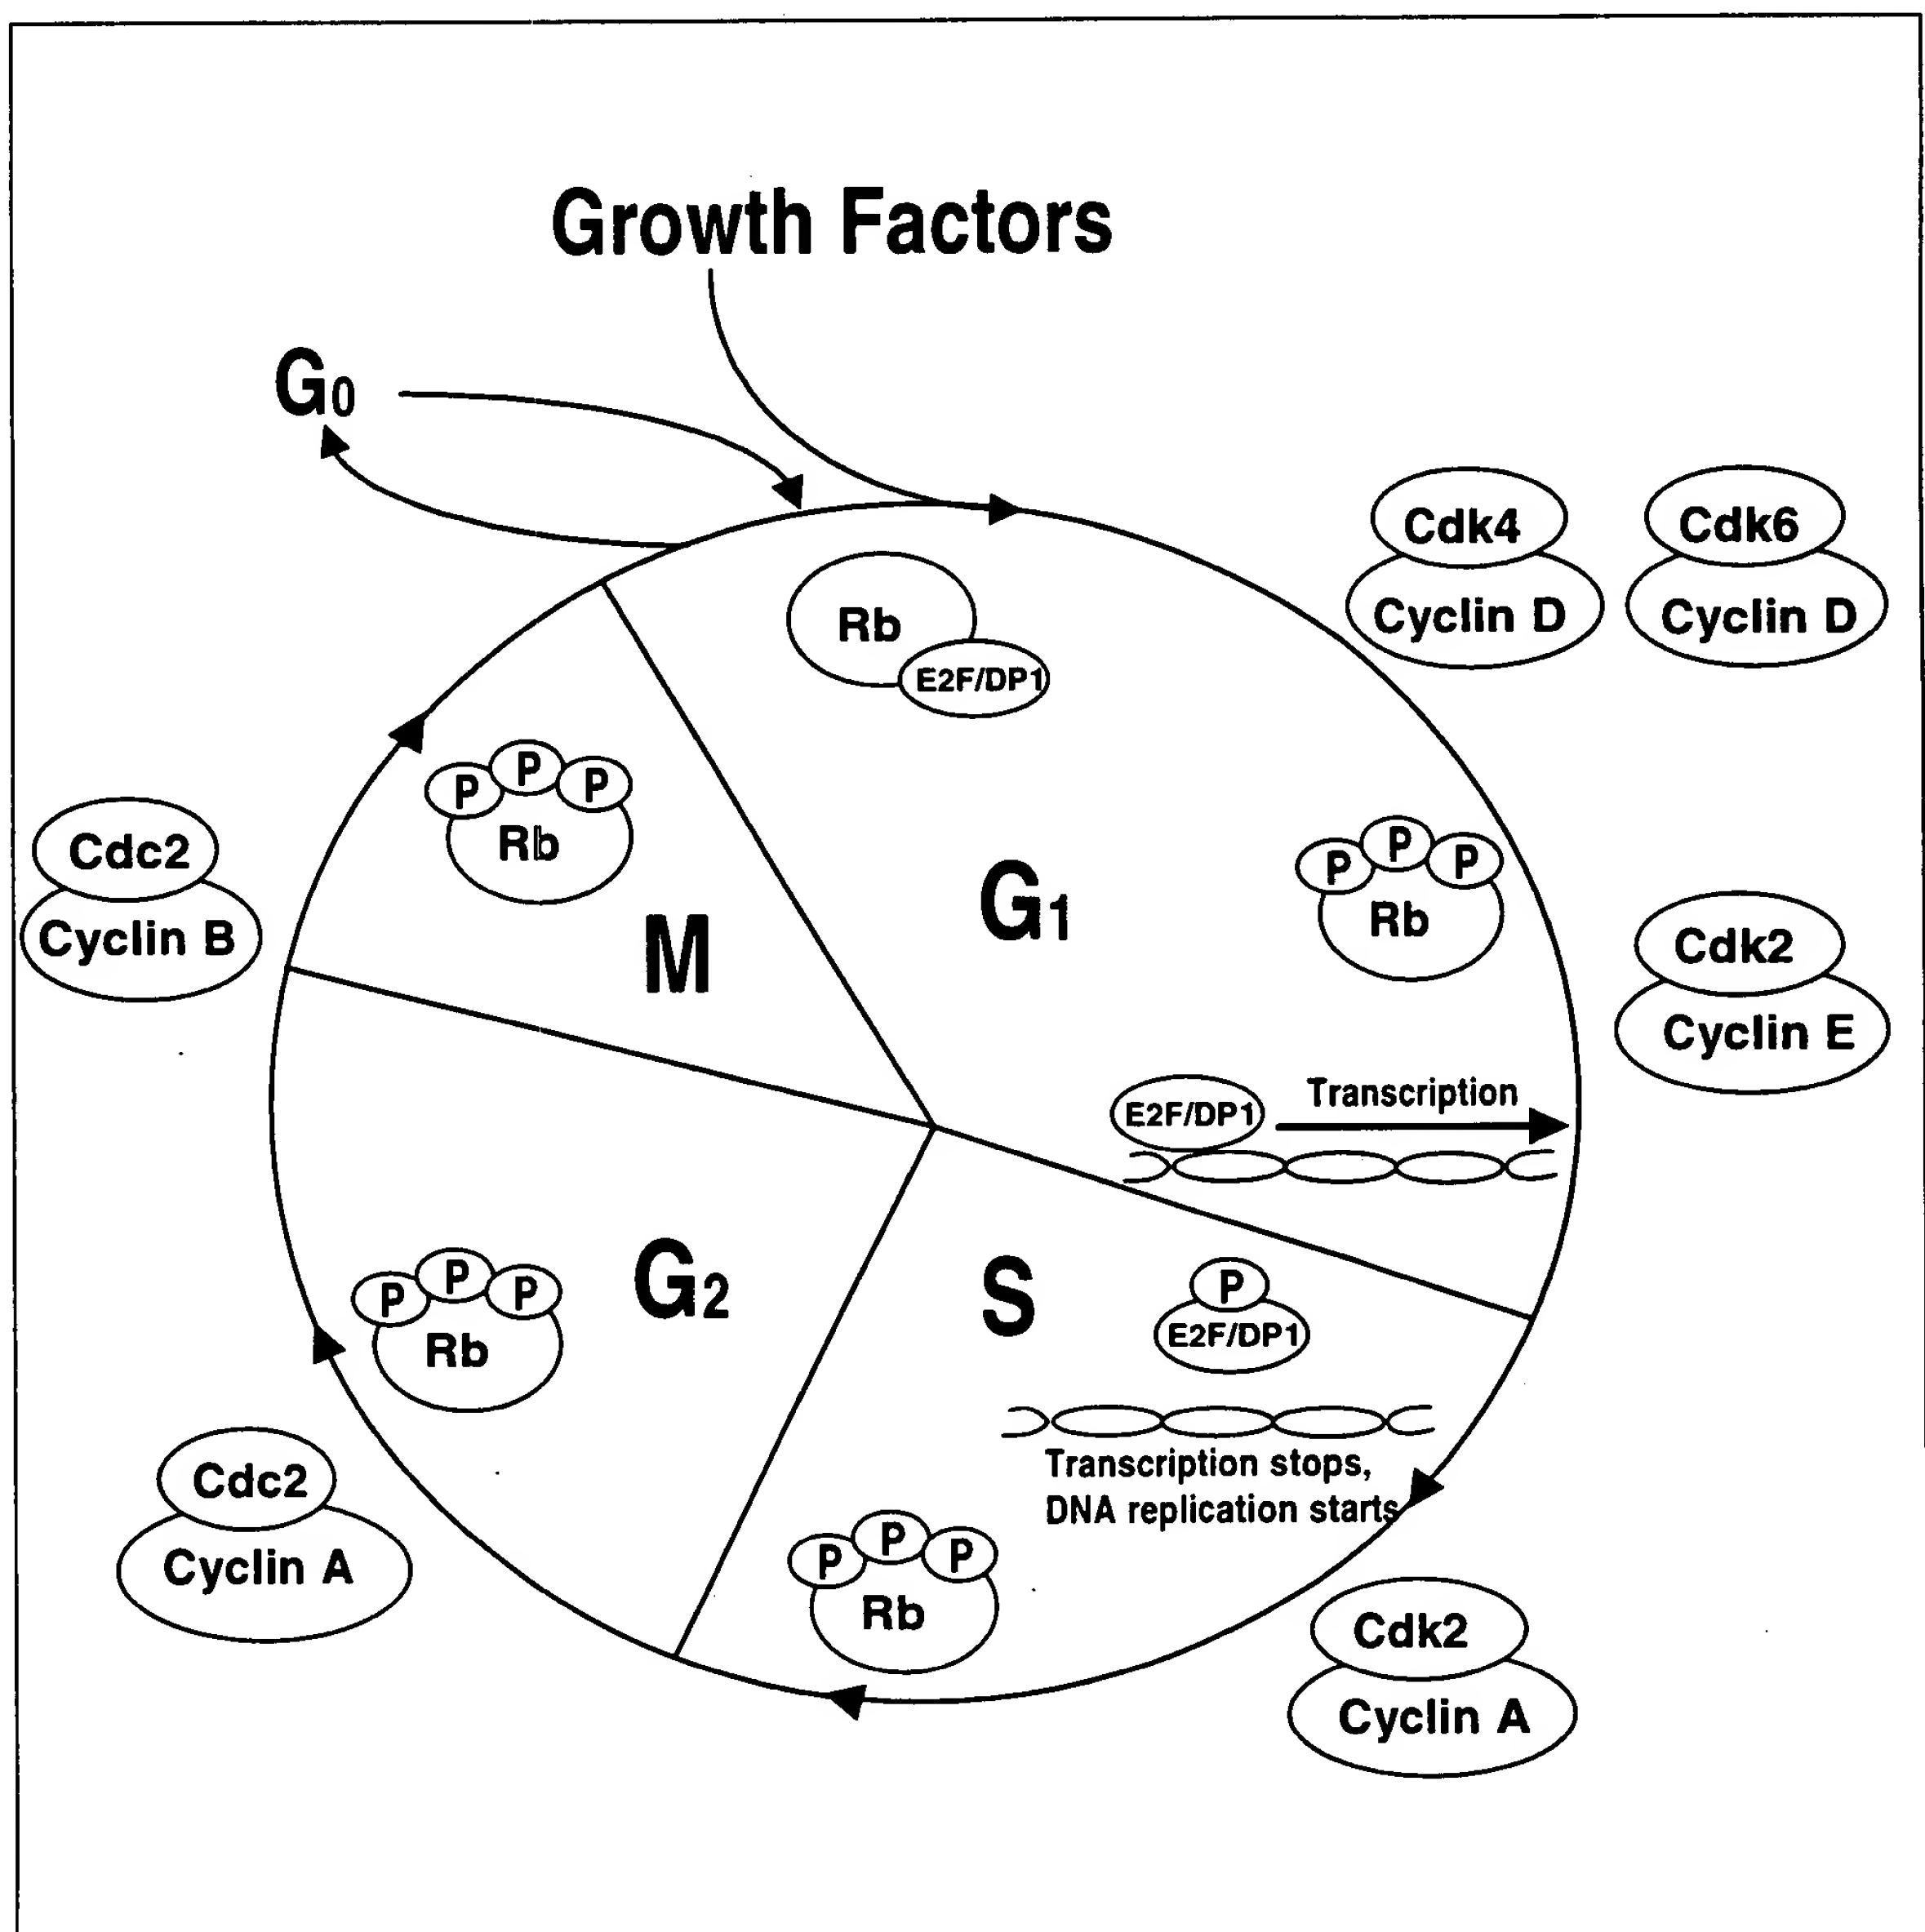 Growth Factors
G0
Cdk4
Cyclin D
Cdk6
Cyclin D
Rb
E2F/DP1
P
P
P
Rb
M
Cdc2
Cyclin B
G1
P
P
P
Rb
Cdk2
Cyclin E
E2F/DP1
Transcription
G2
P
P
P
Rb
S
P
E2F/DP1
Transcription stops,
DNA replication starts
Cdc2
Cyclin A
P
P
P
Rb
Cdk2
Cyclin A